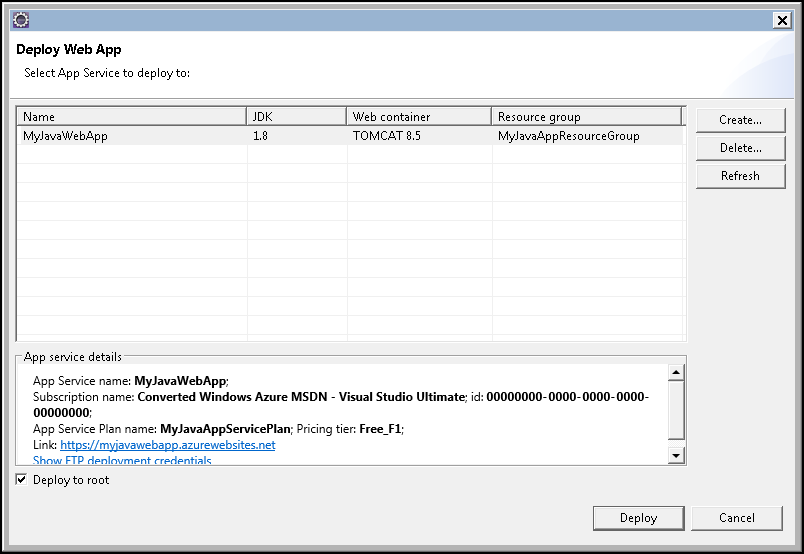 Deploy Web App
Select App Service to deploy to:
Name JDK Web container Resource group
MyJavaWebApp 1.8 TOMCAT 8.5 MyJavaAppResourceGroup
Create...
Delete...
Refresh
App service details
App Service name: MyJavaWebApp;
Subscription name: Converted Windows Azure MSDN - Visual Studio Ultimate; id: 00000000-0000-0000-0000-
00000000;
App Service Plan name: MyJavaAppServicePlan; Pricing tier: Free_F1;
Link: https://myjavawebapp.azurewebsites.net
Show FTP deployment credentials
Deploy to root
Deploy Cancel